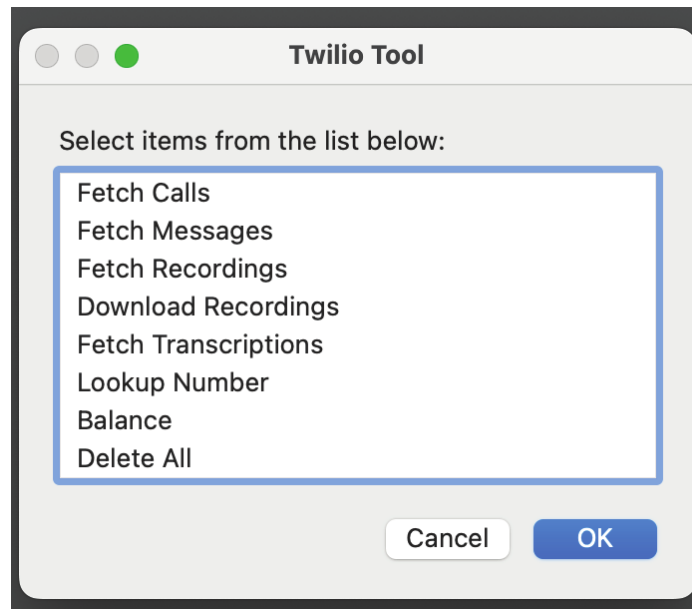 Twilio Tool
Select items from the list below:
Fetch Calls
Fetch Messages
Fetch Recordings
Download Recordings
Fetch Transcriptions
Lookup Number
Balance
Delete All
Cancel OK